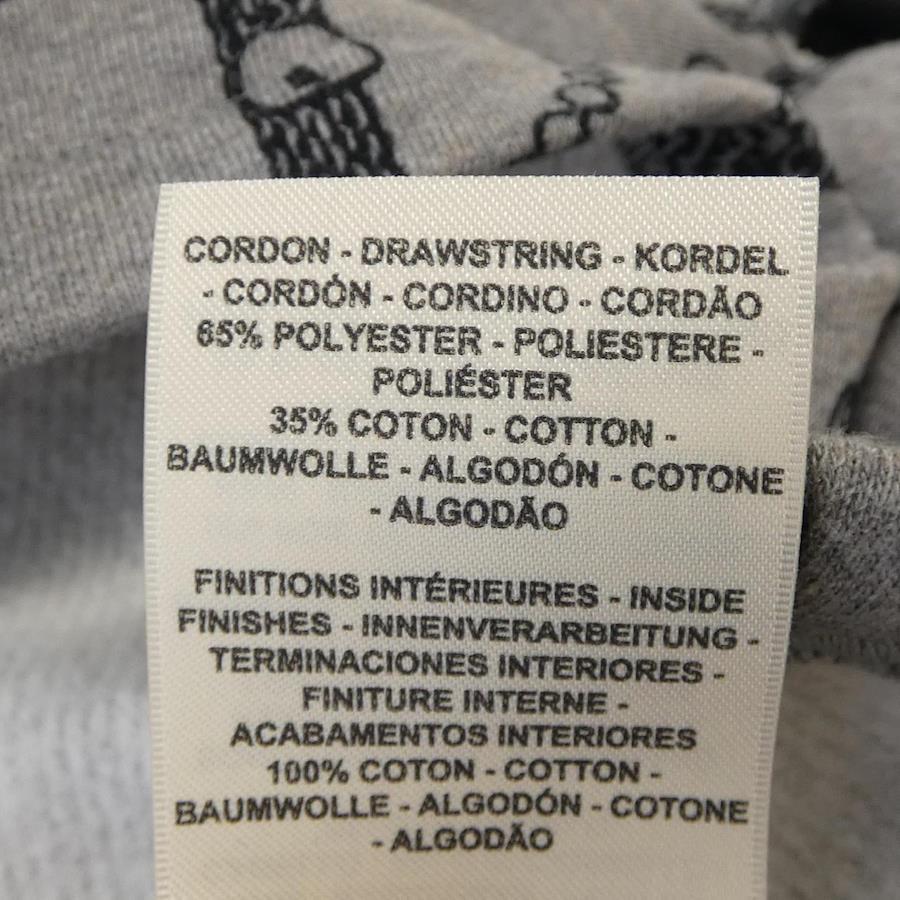 CORDON - DRAWSTRING - KORDEL
- CORDÓN - CORDINO - CORDÃO
65% POLYESTER - POLIESTERE -
POLIÉSTER
35% COTON - COTTON -
BAUMWOLLE - ALGODÓN - COTONE
- ALGODÃO
FINITIONS INTÉRIEURES - INSIDE
FINISHES - INNENVERARBEITUNG -
TERMINACIONES INTERIORES -
FINITURE INTERNE -
ACABAMENTOS INTERIORES
100% COTON - COTTON -
BAUMWOLLE - ALGODÓN - COTONE
- ALGODÃO